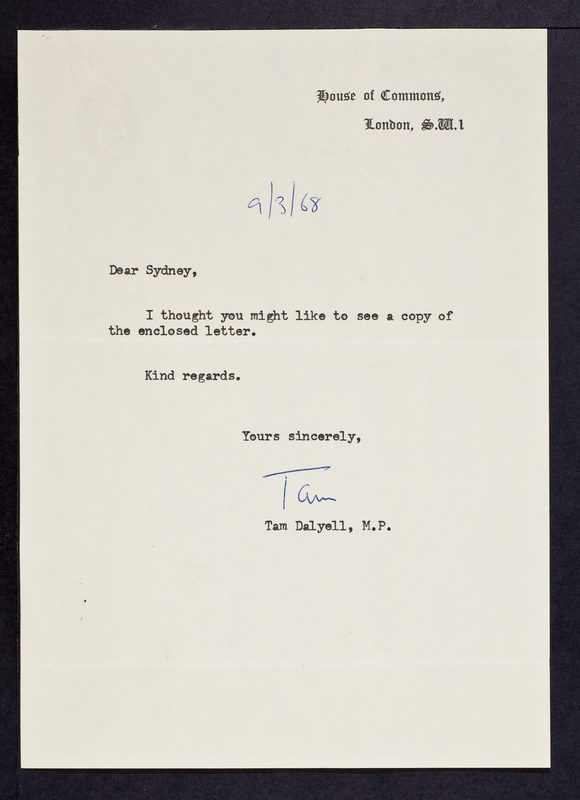 House of Commons,
London, S.W.1
9/3/68
Dear Sydney,
I thought you might like to see a copy of
the enclosed letter.
Kind regards.
Yours sincerely,
Tam
Tam Dalyell, M.P.